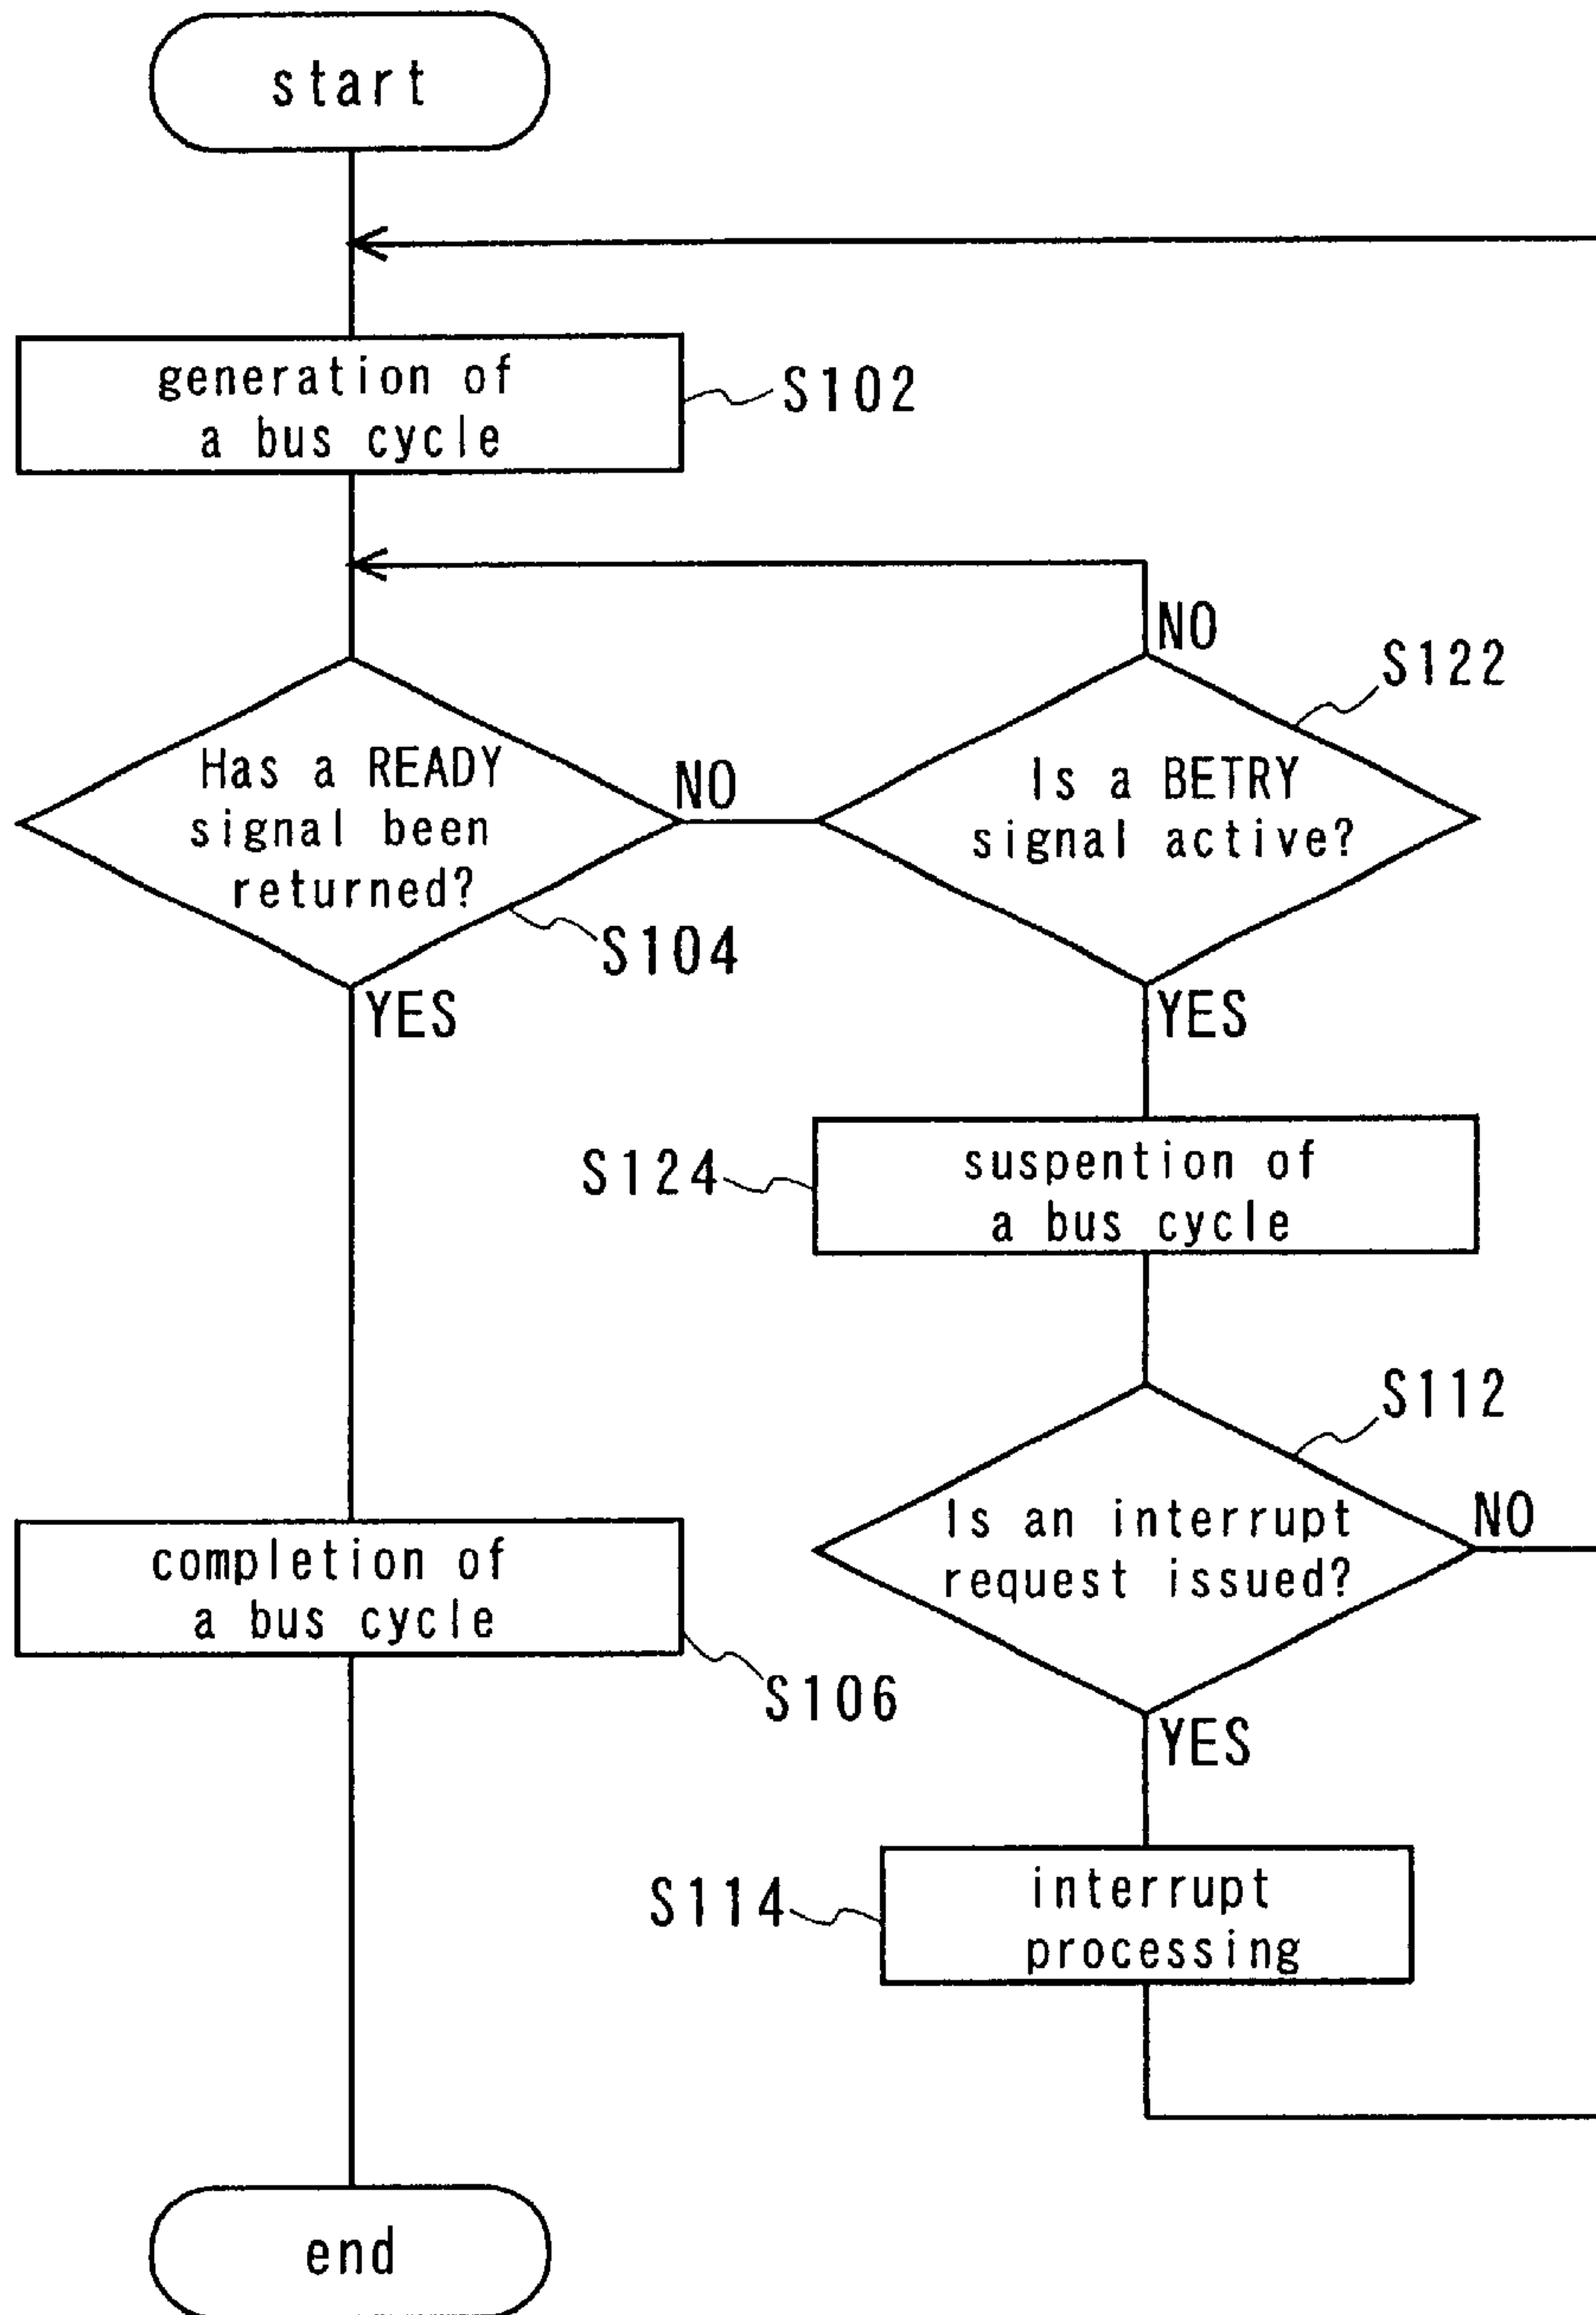 start
generation of
a bus cycle
S102
NO
S122
Has a READY
signal been
returned?
NO
Is a BETRY
signal active?
S104
YES
YES
S124
suspention of
a bus cycle
S112
Is an interrupt
request issued?
NO
completion of
a bus cycle
S106
YES
S114
interrupt
processing
end